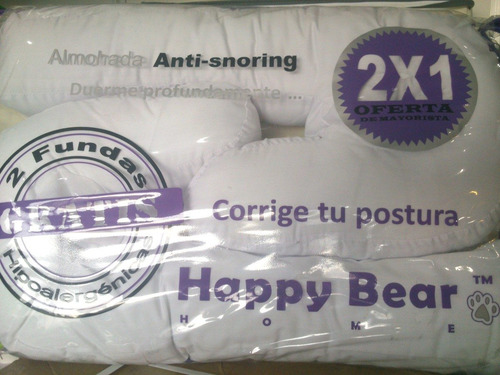 Almohada Anti-snoring
Duerme profundamente ...
2X1
OFERTA
DE MAYORISTA
2 Fundas
GRATIS
Hipoalergénicas
Corrige tu postura
Happy Bear™
HOME